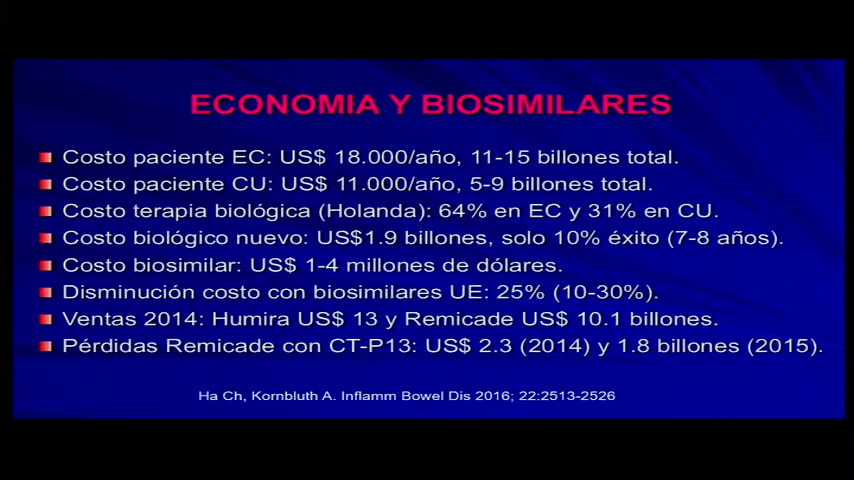 ECONOMIA Y BIOSIMILARES
Costo paciente EC: US$ 18.000/año, 11-15 billones total.
Costo paciente CU: US$ 11.000/año, 5-9 billones total.
Costo terapia biológica (Holanda): 64% en EC y 31% en CU.
Costo biológico nuevo: US$1.9 billones, solo 10% éxito (7-8 años).
Costo biosimilar: US$ 1-4 millones de dólares.
Disminución costo con biosimilares UE: 25% (10-30%).
Ventas 2014: Humira US$ 13 y Remicade US$ 10.1 billones.
Pérdidas Remicade con CT-P13: US$ 2.3 (2014) y 1.8 billones (2015).
Ha Ch, Kornbluth A. Inflamm Bowel Dis 2016; 22:2513-2526